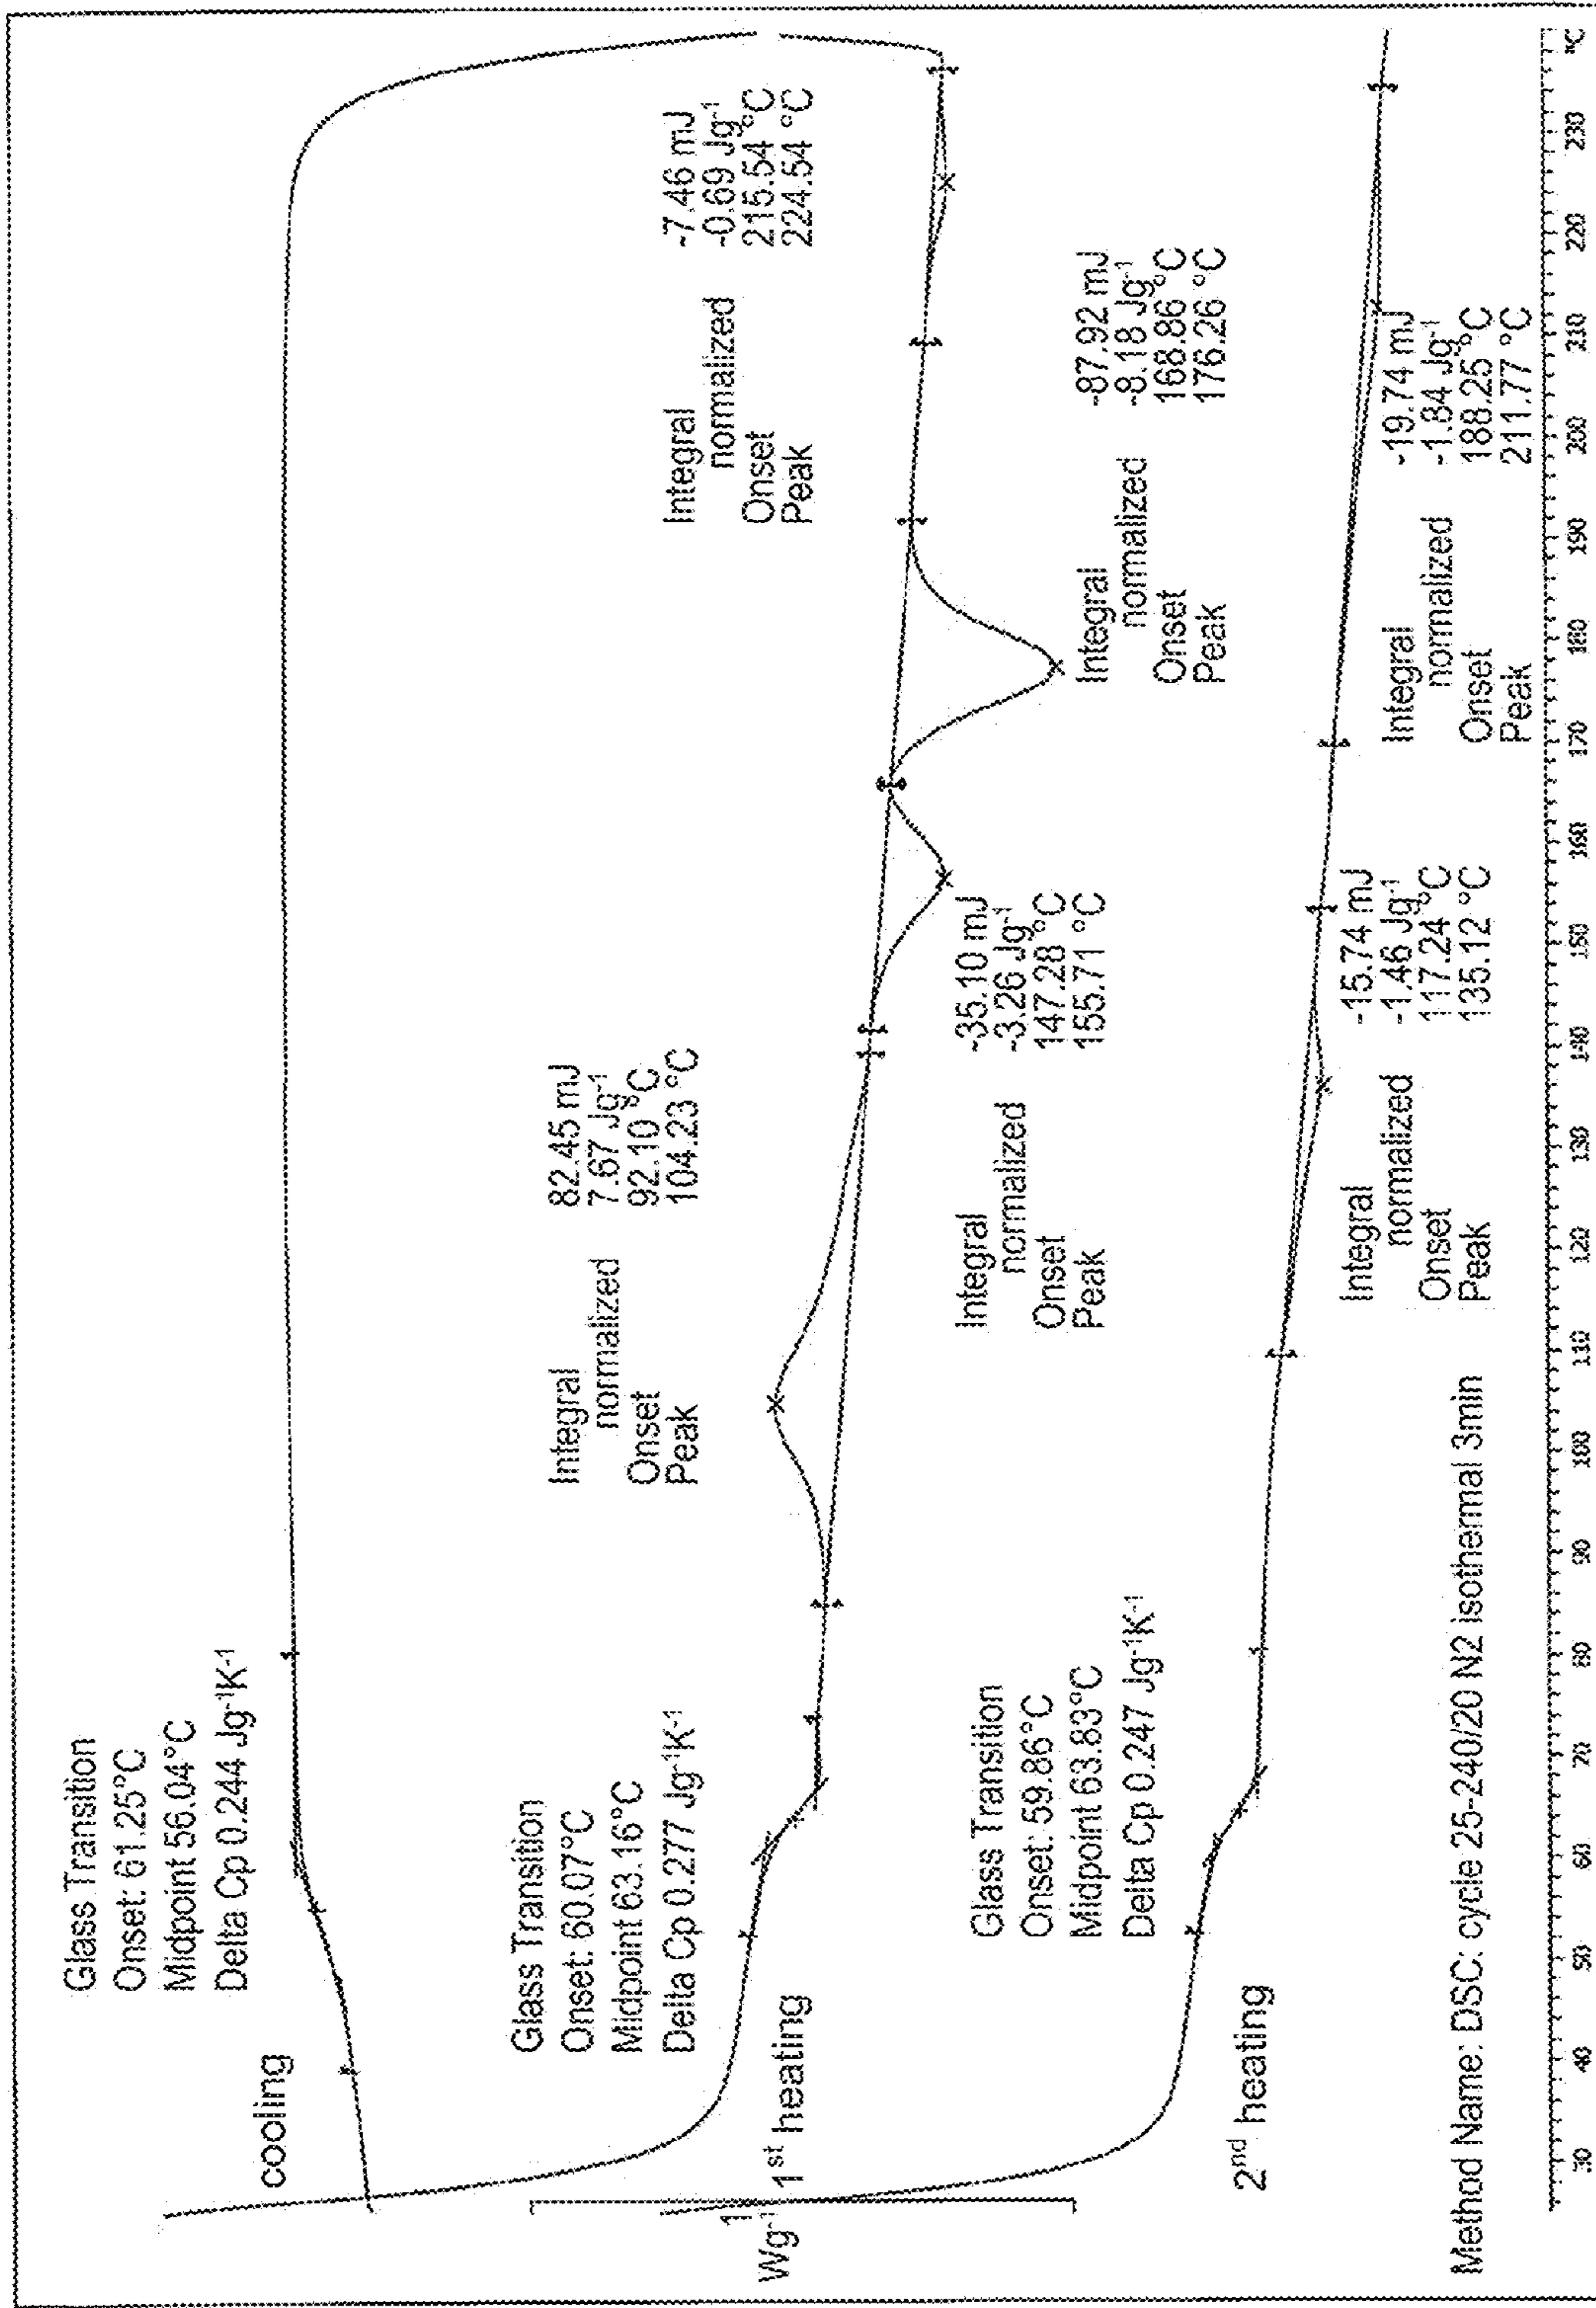 Glass Transition
Onset: 61.25°C
Midpoint 56.04°C
Delta Cp 0.244 Jg⁻¹K⁻¹
cooling
Integral 82.45 mJ
normalized 7.67 Jg⁻¹
Onset 92.10 °C
Peak 104.23 °C
Integral -7.46 mJ
normalized -0.69 Jg⁻¹
Onset 215.54 °C
Peak 224.54 °C
Glass Transition
Onset: 60.07°C
Midpoint 63.16°C
Delta Cp 0.277 Jg⁻¹K⁻¹
1
Wg⁻¹
1st heating
Integral -35.10 mJ
normalized -3.26 Jg⁻¹
Onset 147.28 °C
Peak 155.71 °C
Integral -87.92 mJ
normalized -8.18 Jg⁻¹
Onset 168.86 °C
Peak 176.26 °C
Glass Transition
Onset: 59.86°C
Midpoint 63.83°C
Delta Cp 0.247 Jg⁻¹K⁻¹
2nd heating
Integral -15.74 mJ
normalized -1.46 Jg⁻¹
Onset 117.24 °C
Peak 135.12 °C
Integral -19.74 mJ
normalized -1.84 Jg⁻¹
Onset 188.25 °C
Peak 211.77 °C
Method Name: DSC: cycle 25-240/20 N2 isothermal 3min
30 40 50 60 70 80 90 100 110 120 130 140 150 160 170 180 190 200 210 220 230 °C